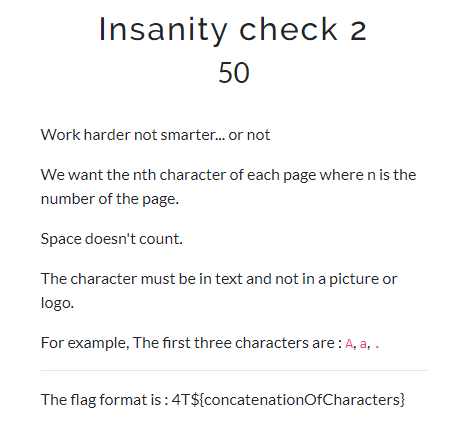 Insanity check 2
50
Work harder not smarter... or not
We want the nth character of each page where n is the
number of the page.
Space doesn't count.
The character must be in text and not in a picture or
logo.
For example, The first three characters are : A, a, .
The flag format is : 4T${concatenationOfCharacters}